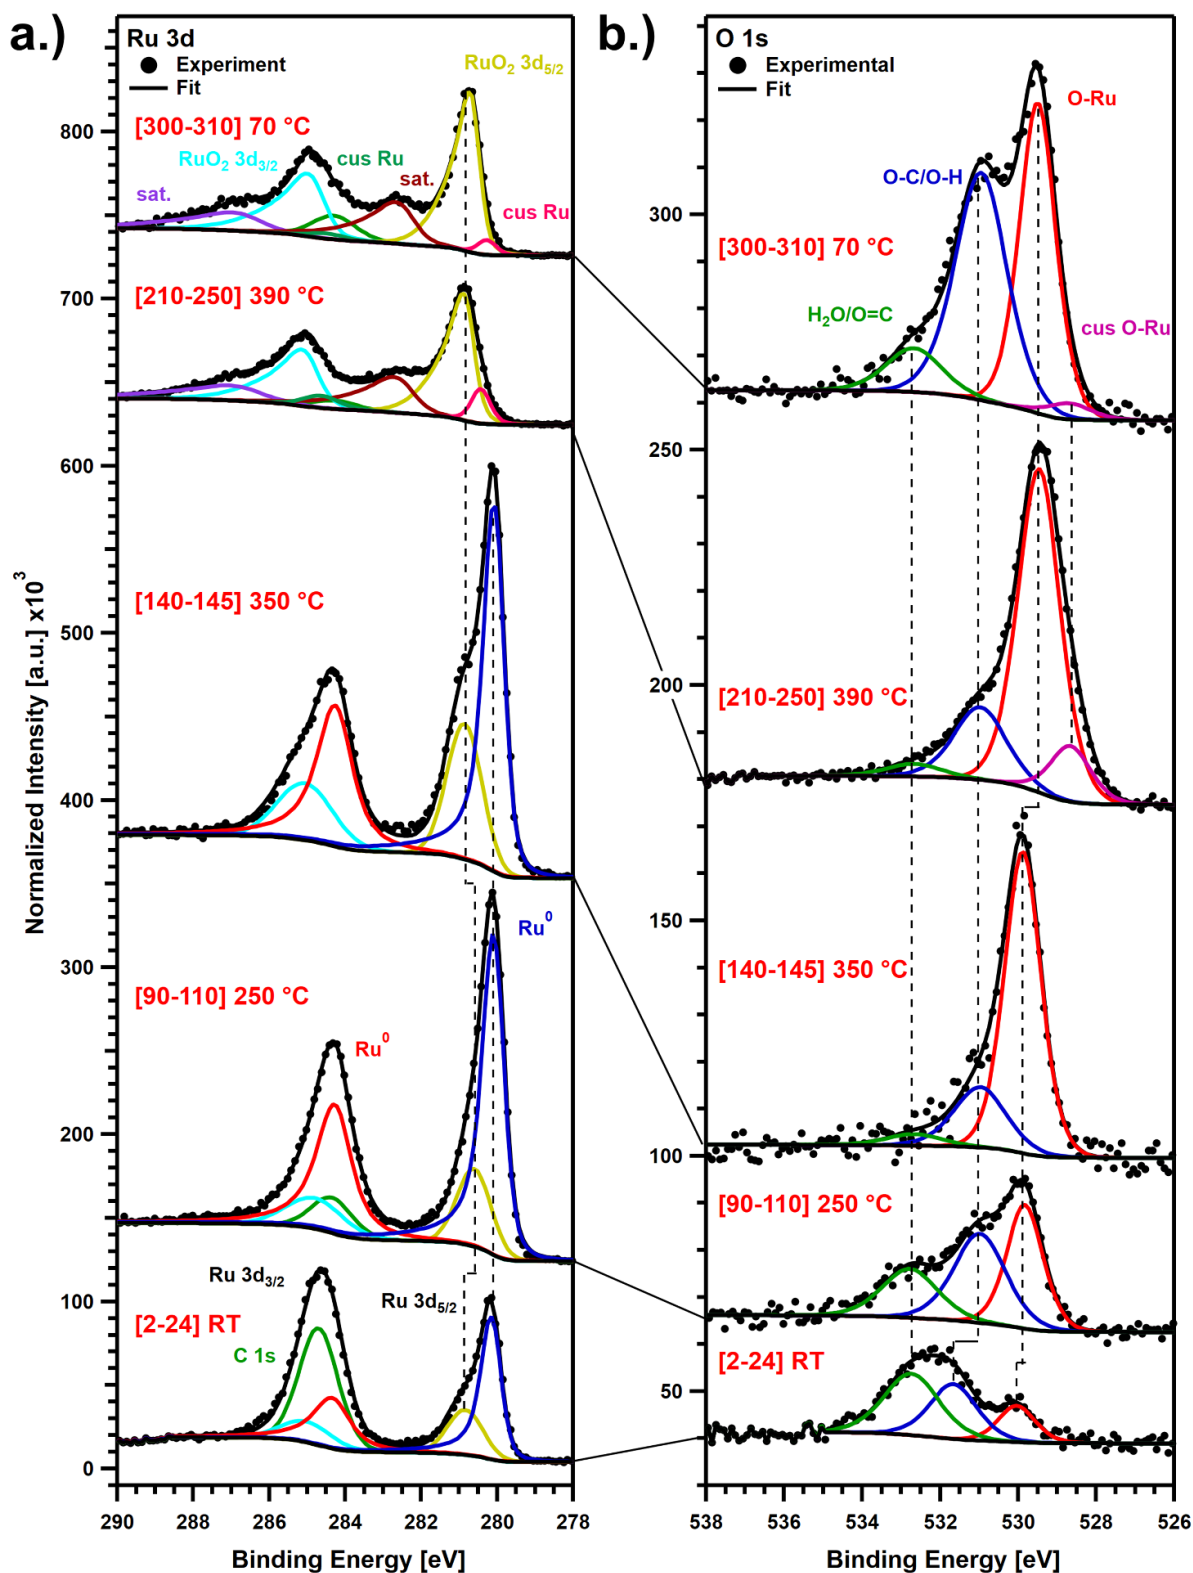 a.)
Ru 3d
Experiment
Fit
RuO2 3d5/2
[300-310] 70 °C
RuO2 3d3/2
cus Ru
sat.
sat.
cus Ru
[210-250] 390 °C
[140-145] 350 °C
Ru0
[90-110] 250 °C
Ru0
Ru 3d3/2
Ru 3d5/2
[2-24] RT
C 1s
800
700
600
500
400
300
200
100
0
Normalized Intensity [a.u.] x103
290
288
286
284
282
280
278
Binding Energy [eV]
b.)
O 1s
Experimental
Fit
O-Ru
O-C/O-H
[300-310] 70 °C
H2O/O=C
cus O-Ru
[210-250] 390 °C
[140-145] 350 °C
[90-110] 250 °C
[2-24] RT
300
250
200
150
100
50
538
536
534
532
530
528
526
Binding Energy [eV]